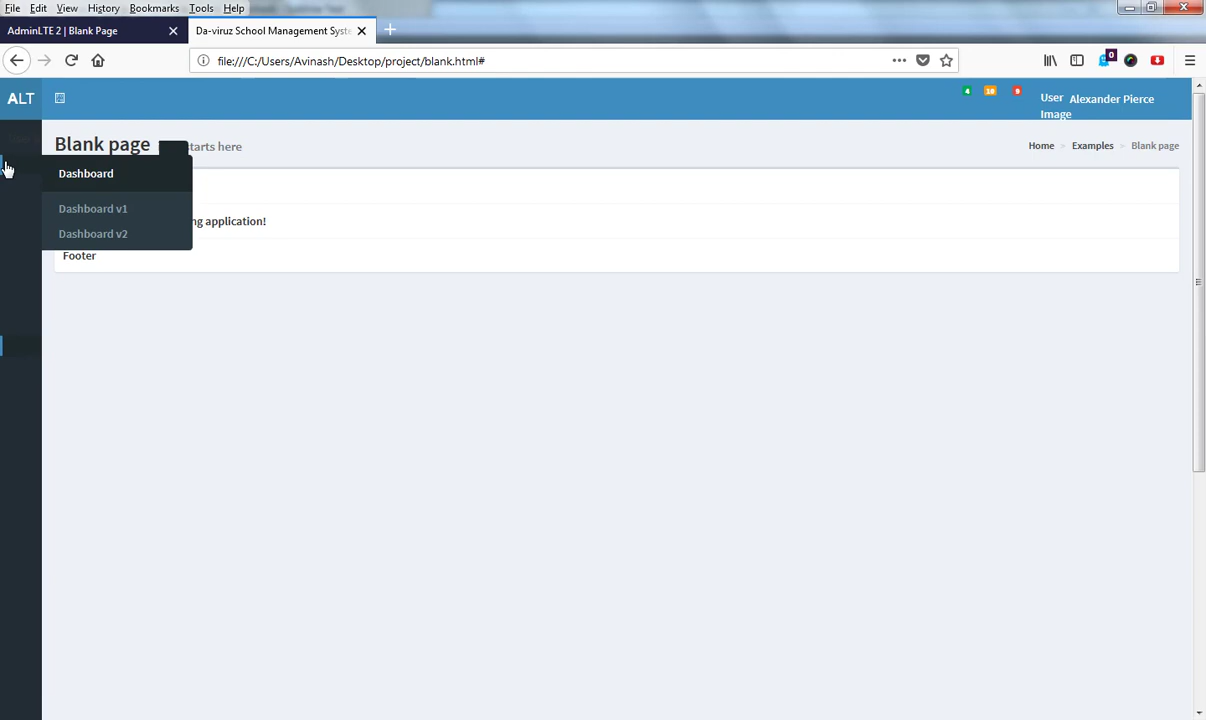 File Edit View History Bookmarks Tools Help
AdminLTE 2 | Blank Page
Da-viruz School Management Syst
file:///C:/Users/Avinash/Desktop/project/blank.html#
0
ALT
4
10
9
User Image
Alexander Pierce
Blank page
starts here
Home > Examples > Blank page
Dashboard
Dashboard v1
Dashboard v2
ng application!
Footer